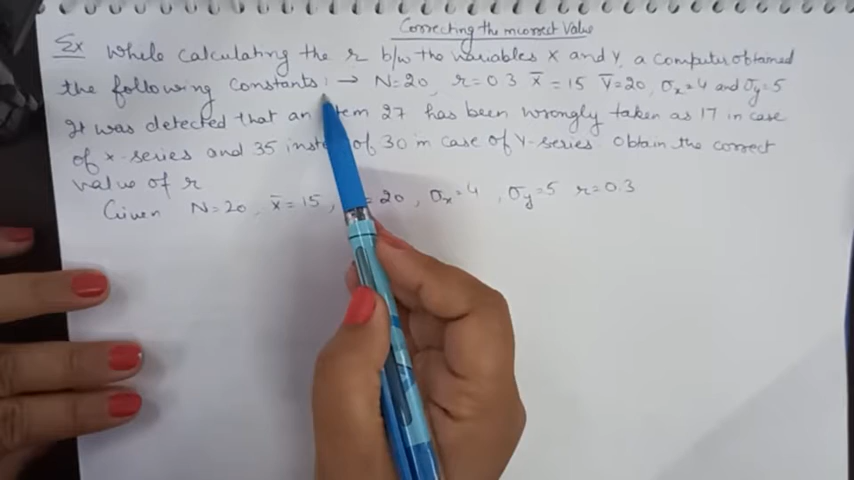 Correcting the incorrect Value
Ex While calculating the r b/w the variables X and Y, a computer obtained
the following constants : → N=20, r=0.3 X̄ = 15 Ȳ=20, σx=4 and σy=5
It was detected that an item 27 has been wrongly taken as 17 in case
of x-series and 35 instead of 30 in case of Y-series Obtain the correct
value of r
Given N=20, x̄=15, =20, σx=4, σy=5 r=0.3